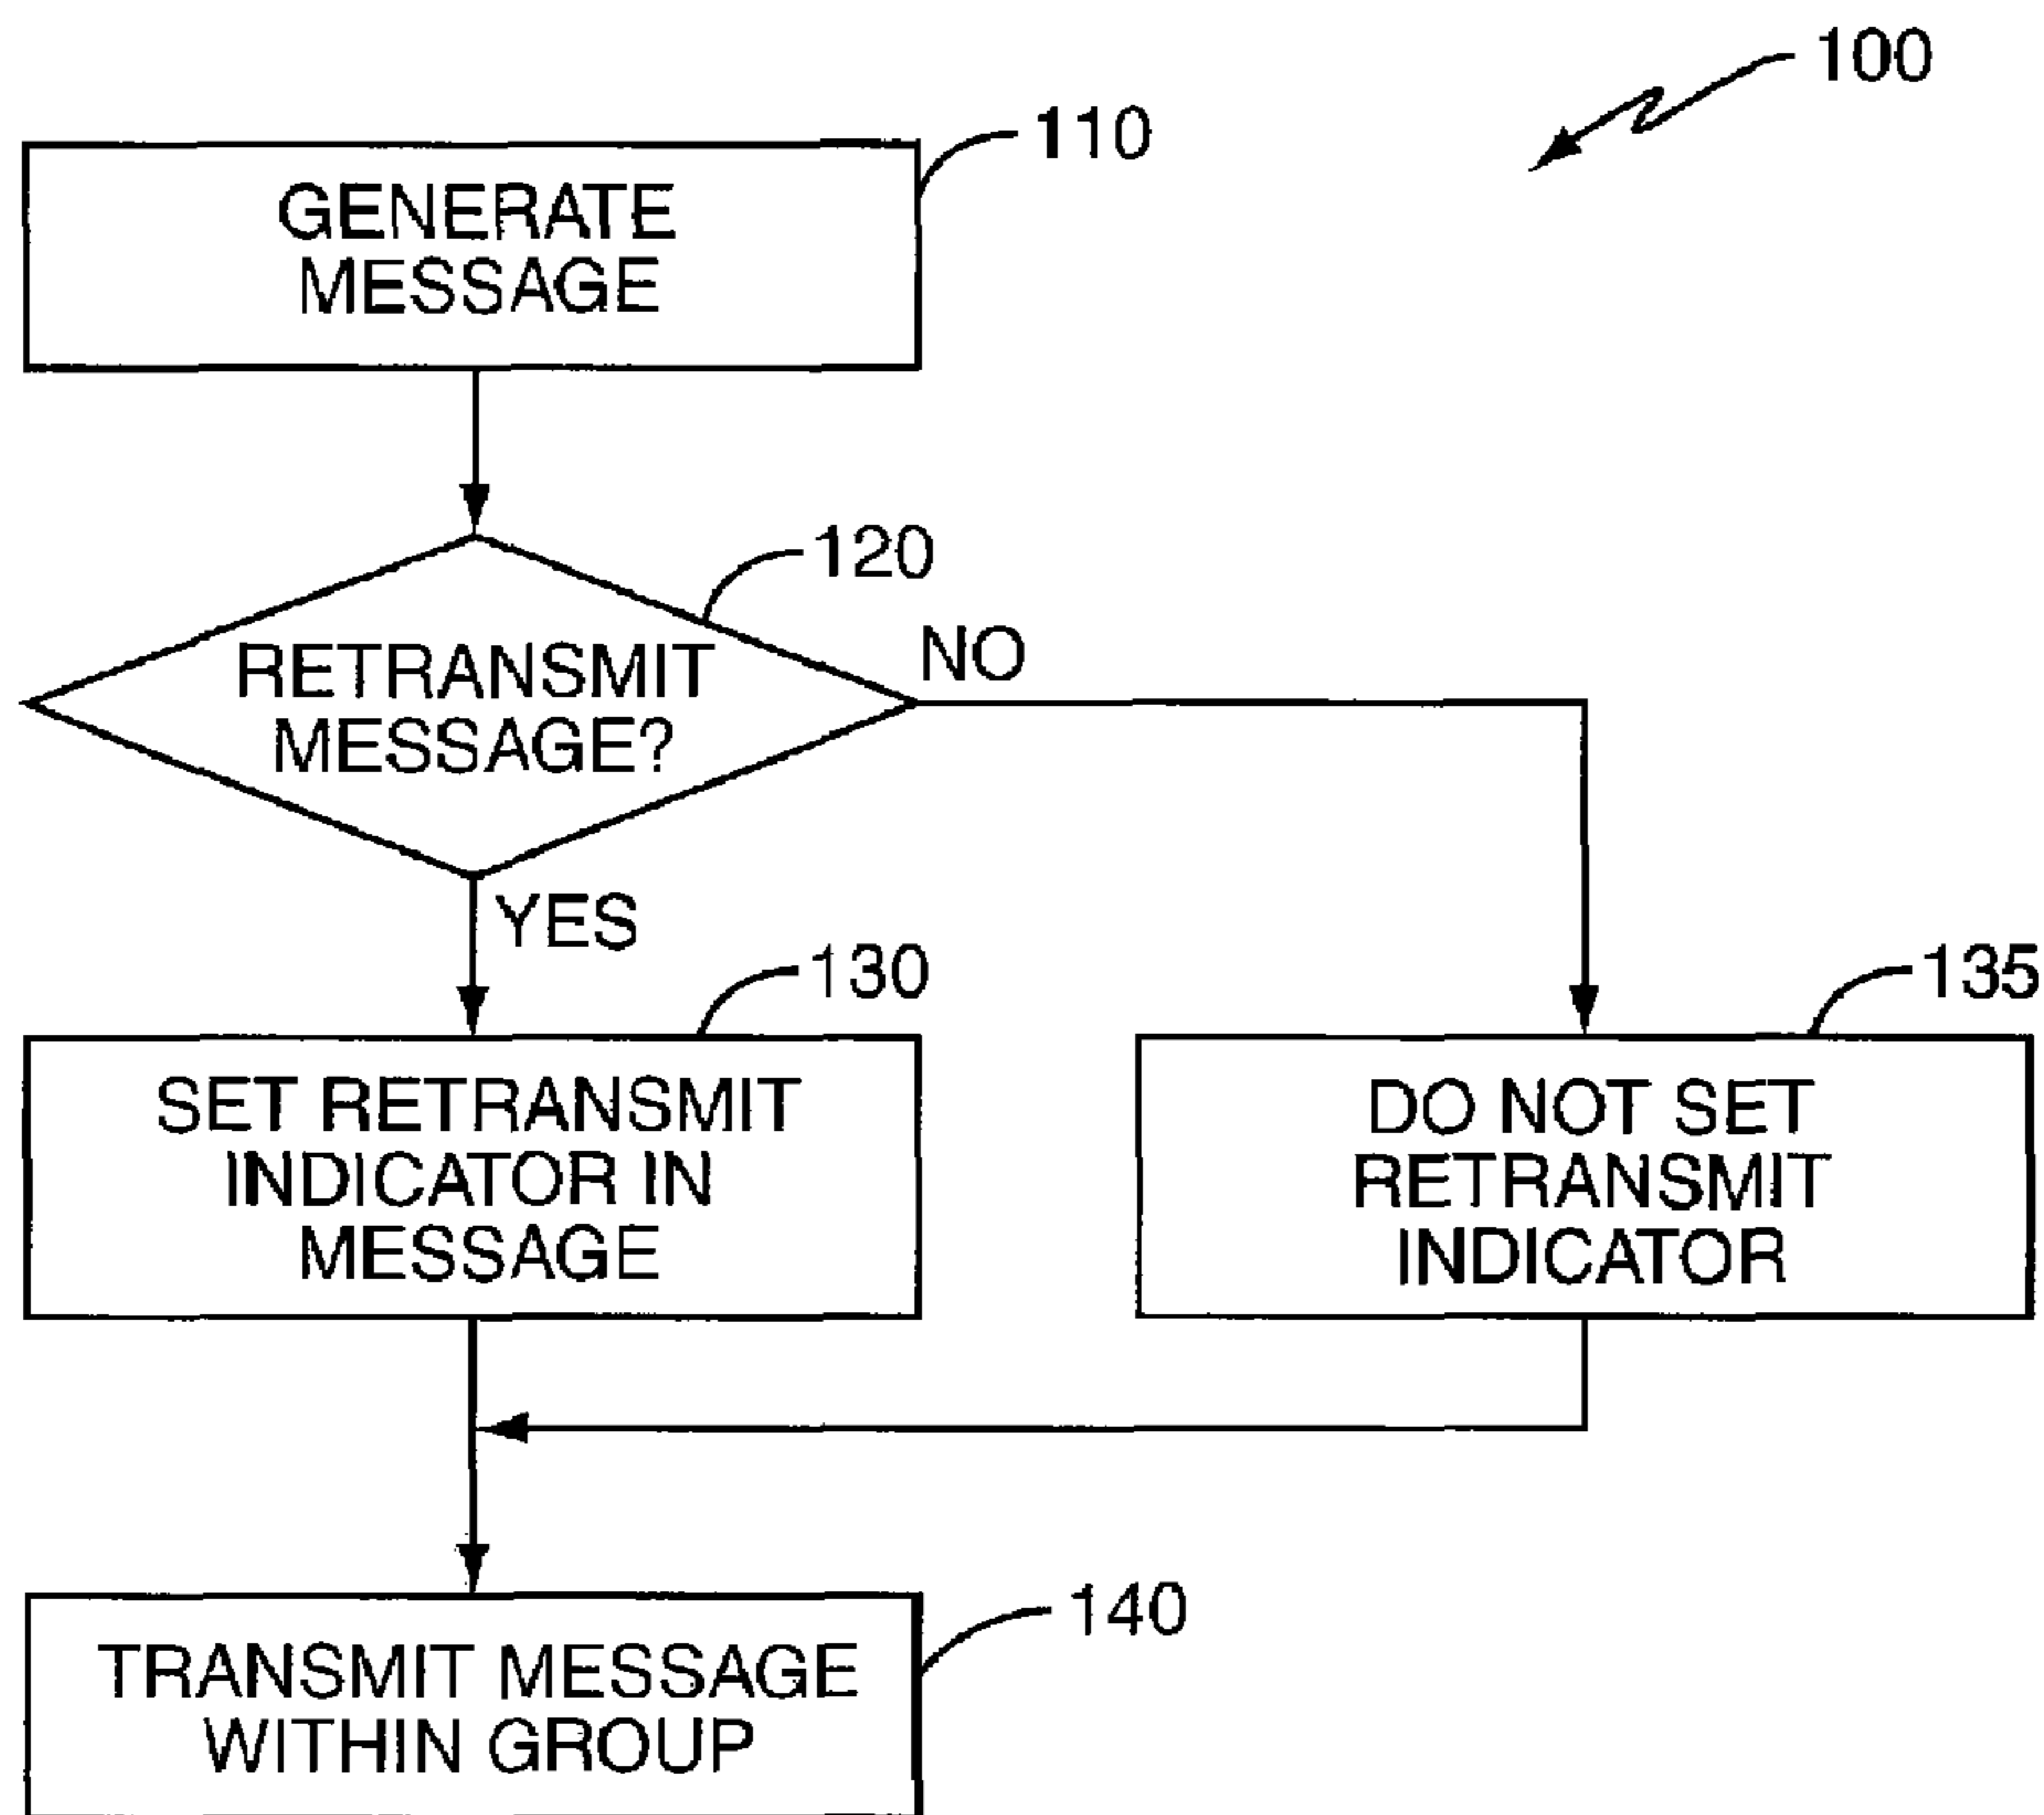 100
110
GENERATE
MESSAGE
120
RETRANSMIT
MESSAGE?
NO
YES
130
135
SET RETRANSMIT
INDICATOR IN
MESSAGE
DO NOT SET
RETRANSMIT
INDICATOR
140
TRANSMIT MESSAGE
WITHIN GROUP